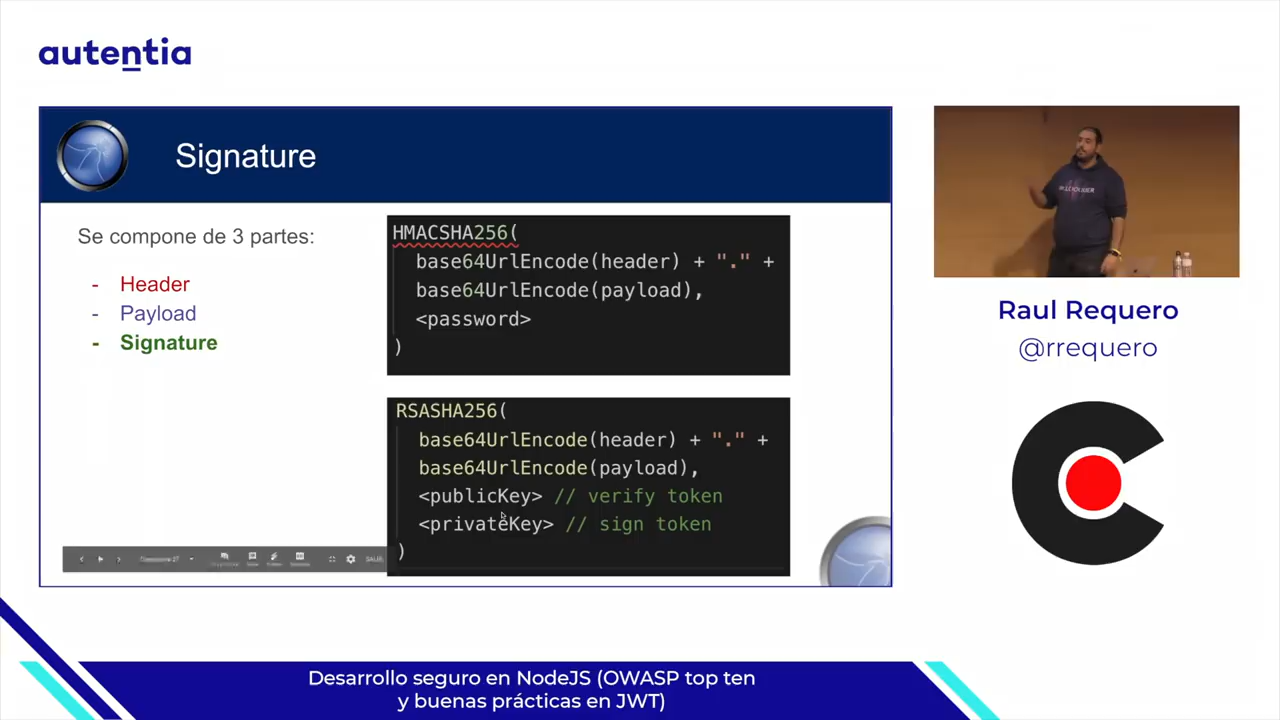 autentia
Signature
Se compone de 3 partes:
- Header
- Payload
- Signature
HMACSHA256(
base64UrlEncode(header) + "." +
base64UrlEncode(payload),
<password>
)
RSASHA256(
base64UrlEncode(header) + "." +
base64UrlEncode(payload),
<publicKey> // verify token
<privateKey> // sign token
)
Raul Requero
@rrequero
Desarrollo seguro en NodeJS (OWASP top ten
y buenas prácticas en JWT)